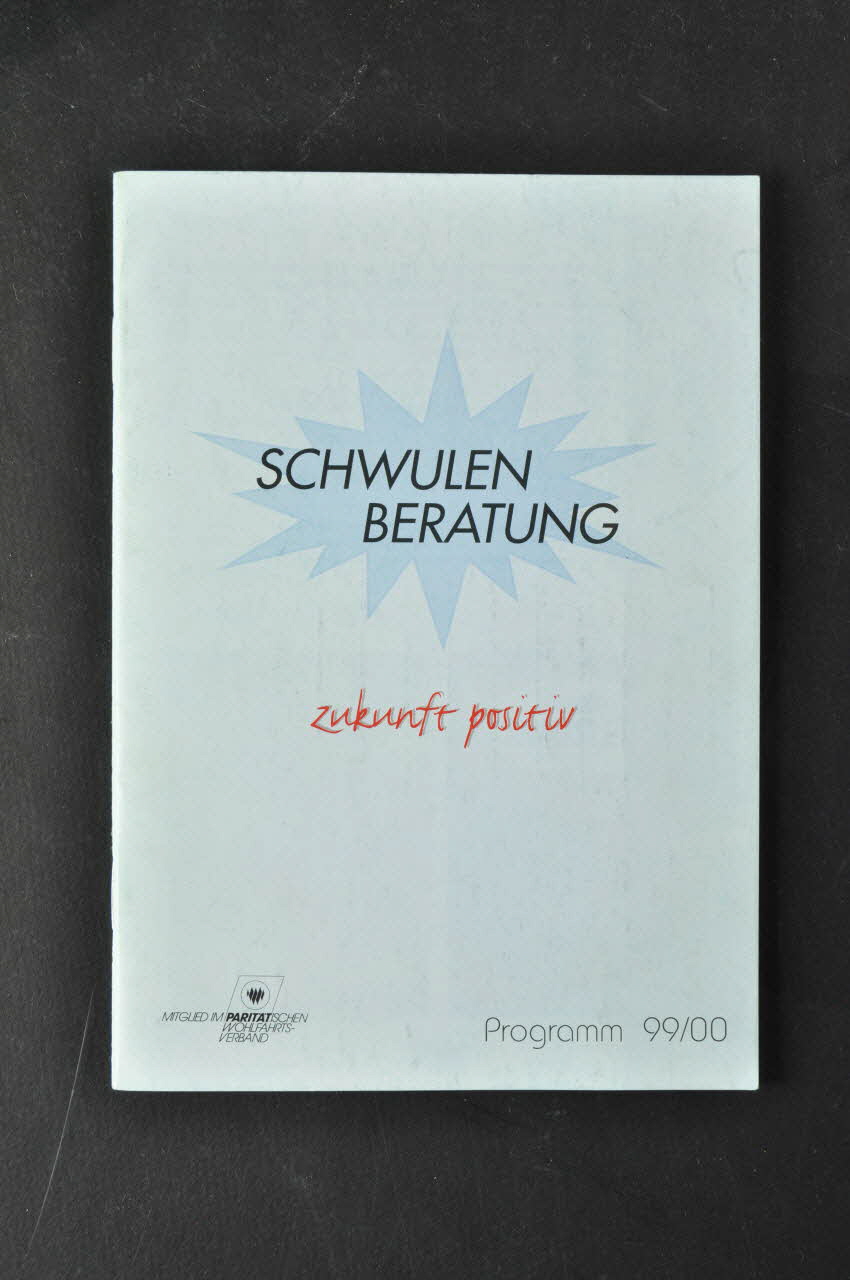 SCHWULEN
BERATUNG
zukunft positiv
MITGLIED IM PARITÄTISCHEN
WOHLFAHRTS-
VERBAND
Programm 99/00